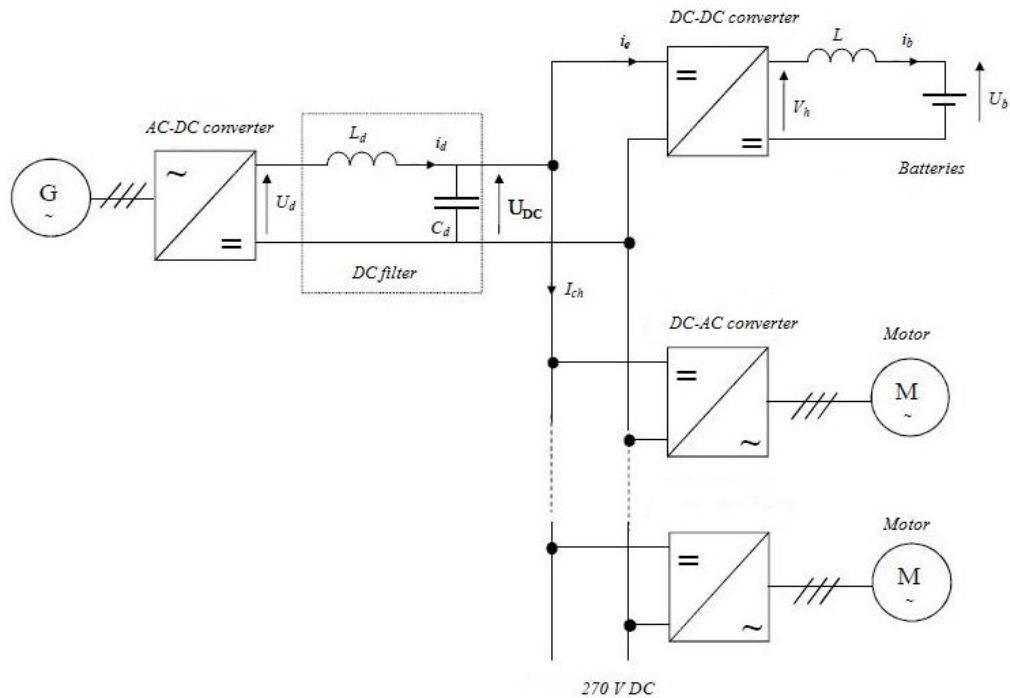 DC-DC converter
i_e
L
i_b
V_h
U_b
=
=
Batteries
AC-DC converter
L_d
i_d
G
~
~
=
U_d
C_d
U_DC
DC filter
I_ch
DC-AC converter
Motor
=
~
M
~
Motor
=
~
M
~
270 V DC